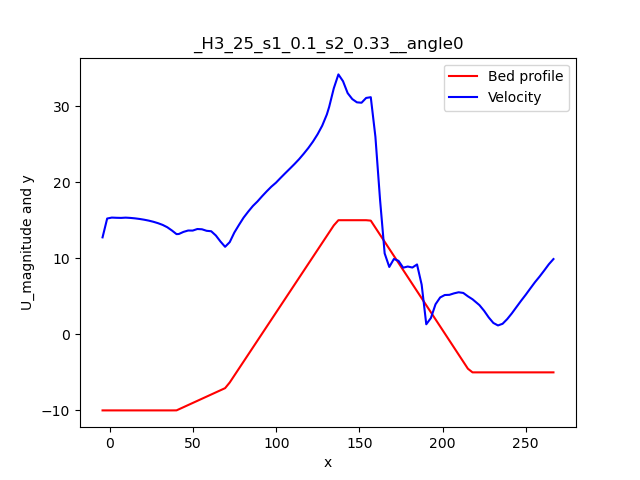 _H3_25_s1_0.1_s2_0.33__angle0
Bed profile
Velocity
U_magnitude and y
30
20
10
0
−10
0 50 100 150 200 250
x